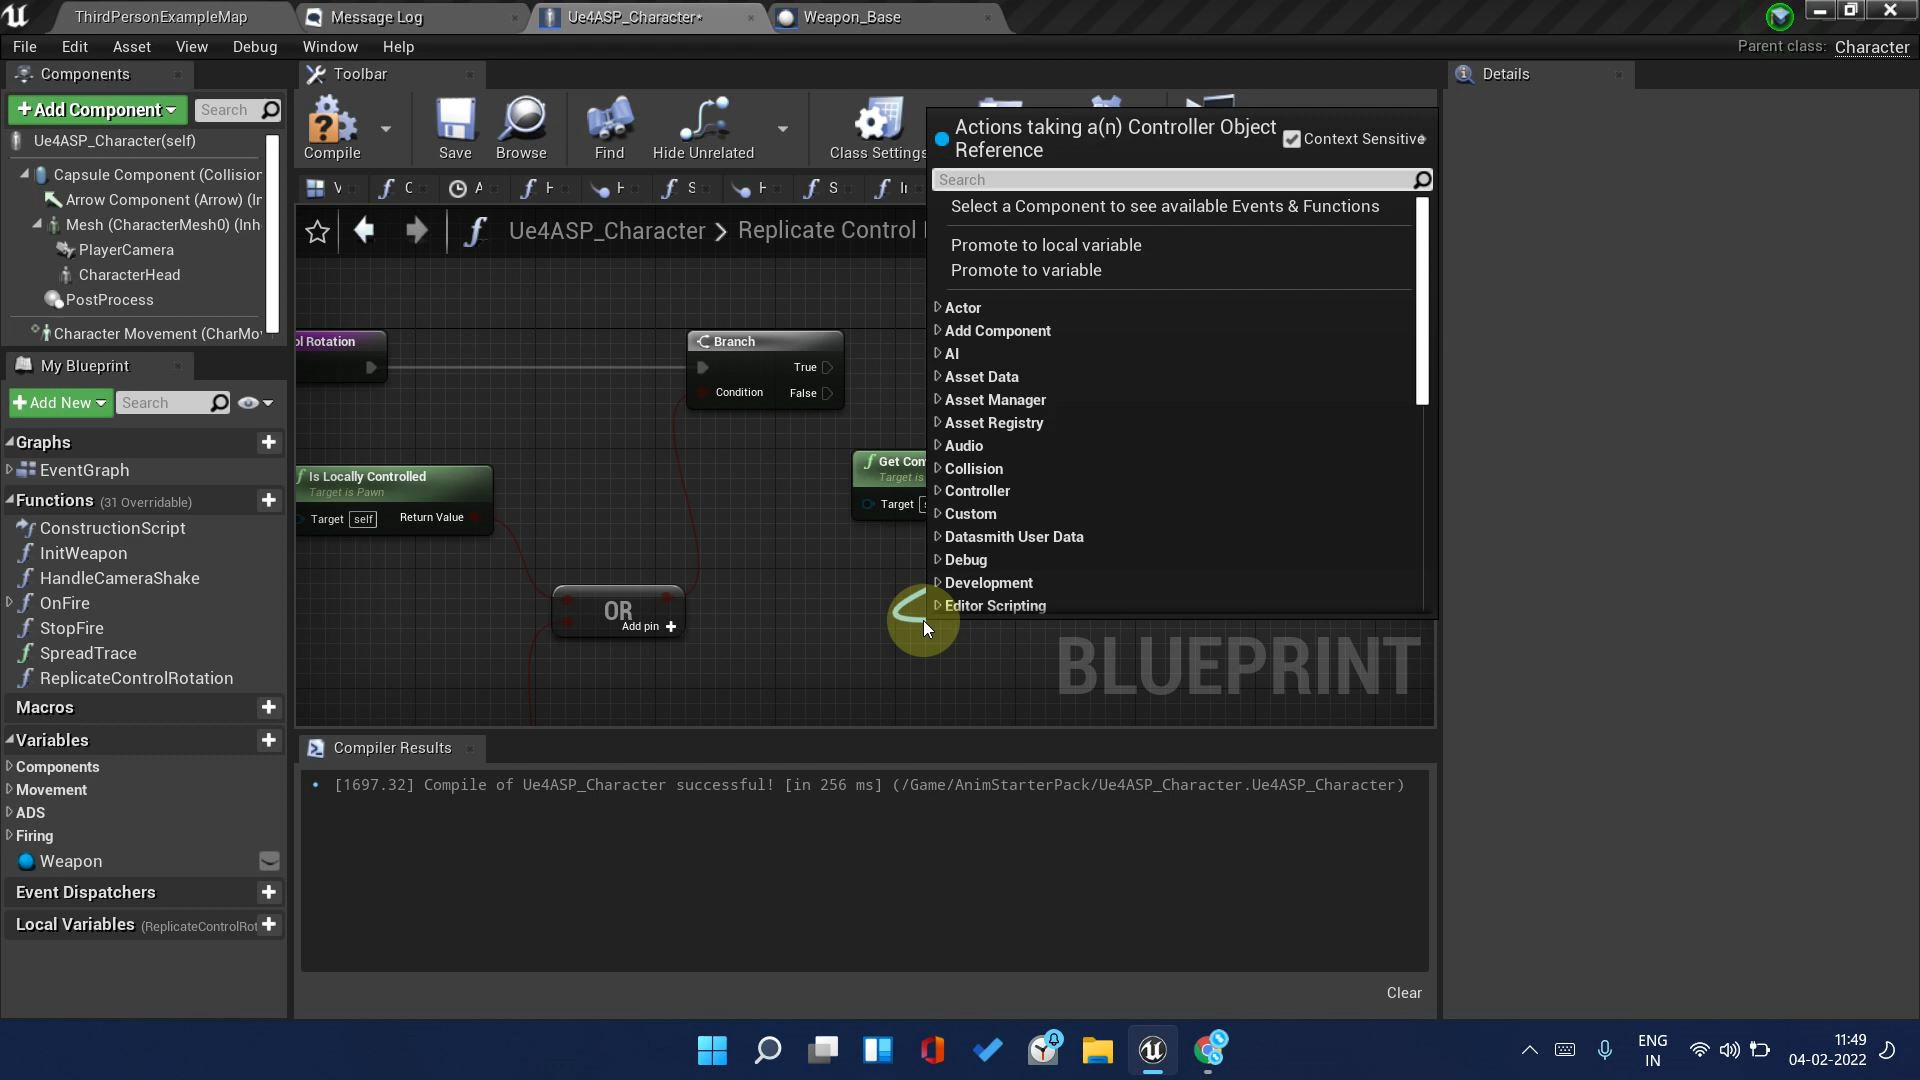 ThirdPersonExampleMap
Message Log
Ue4ASP_Character*
Weapon_Base
File Edit Asset View Debug Window Help
Parent class: Character
Components
Toolbar
Details
+Add Component
Search
Ue4ASP_Character(self)
Capsule Component (Collision
Arrow Component (Arrow) (In
Mesh (CharacterMesh0) (Inh
PlayerCamera
CharacterHead
PostProcess
Character Movement (CharMo
Compile
Save
Browse
Find
Hide Unrelated
Class Settings
Ue4ASP_Character > Replicate Control
Actions taking a(n) Controller Object
Reference
Context Sensitive
Search
Select a Component to see available Events & Functions
Promote to local variable
Promote to variable
Actor
Add Component
AI
Asset Data
Asset Manager
Asset Registry
Audio
Collision
Controller
Custom
Datasmith User Data
Debug
Development
Editor Scripting
ol Rotation
Branch
True
Condition
False
Is Locally Controlled
Target is Pawn
Target self
Return Value
OR
Add pin +
Get Con
Target is
Target
BLUEPRINT
My Blueprint
+Add New
Search
Graphs
EventGraph
Functions (31 Overridable)
ConstructionScript
InitWeapon
HandleCameraShake
OnFire
StopFire
SpreadTrace
ReplicateControlRotation
Macros
Variables
Components
Movement
ADS
Firing
Weapon
Event Dispatchers
Local Variables (ReplicateControlRot
Compiler Results
[1697.32] Compile of Ue4ASP_Character successful! [in 256 ms] (/Game/AnimStarterPack/Ue4ASP_Character.Ue4ASP_Character)
Clear
ENG
IN
11:49
04-02-2022